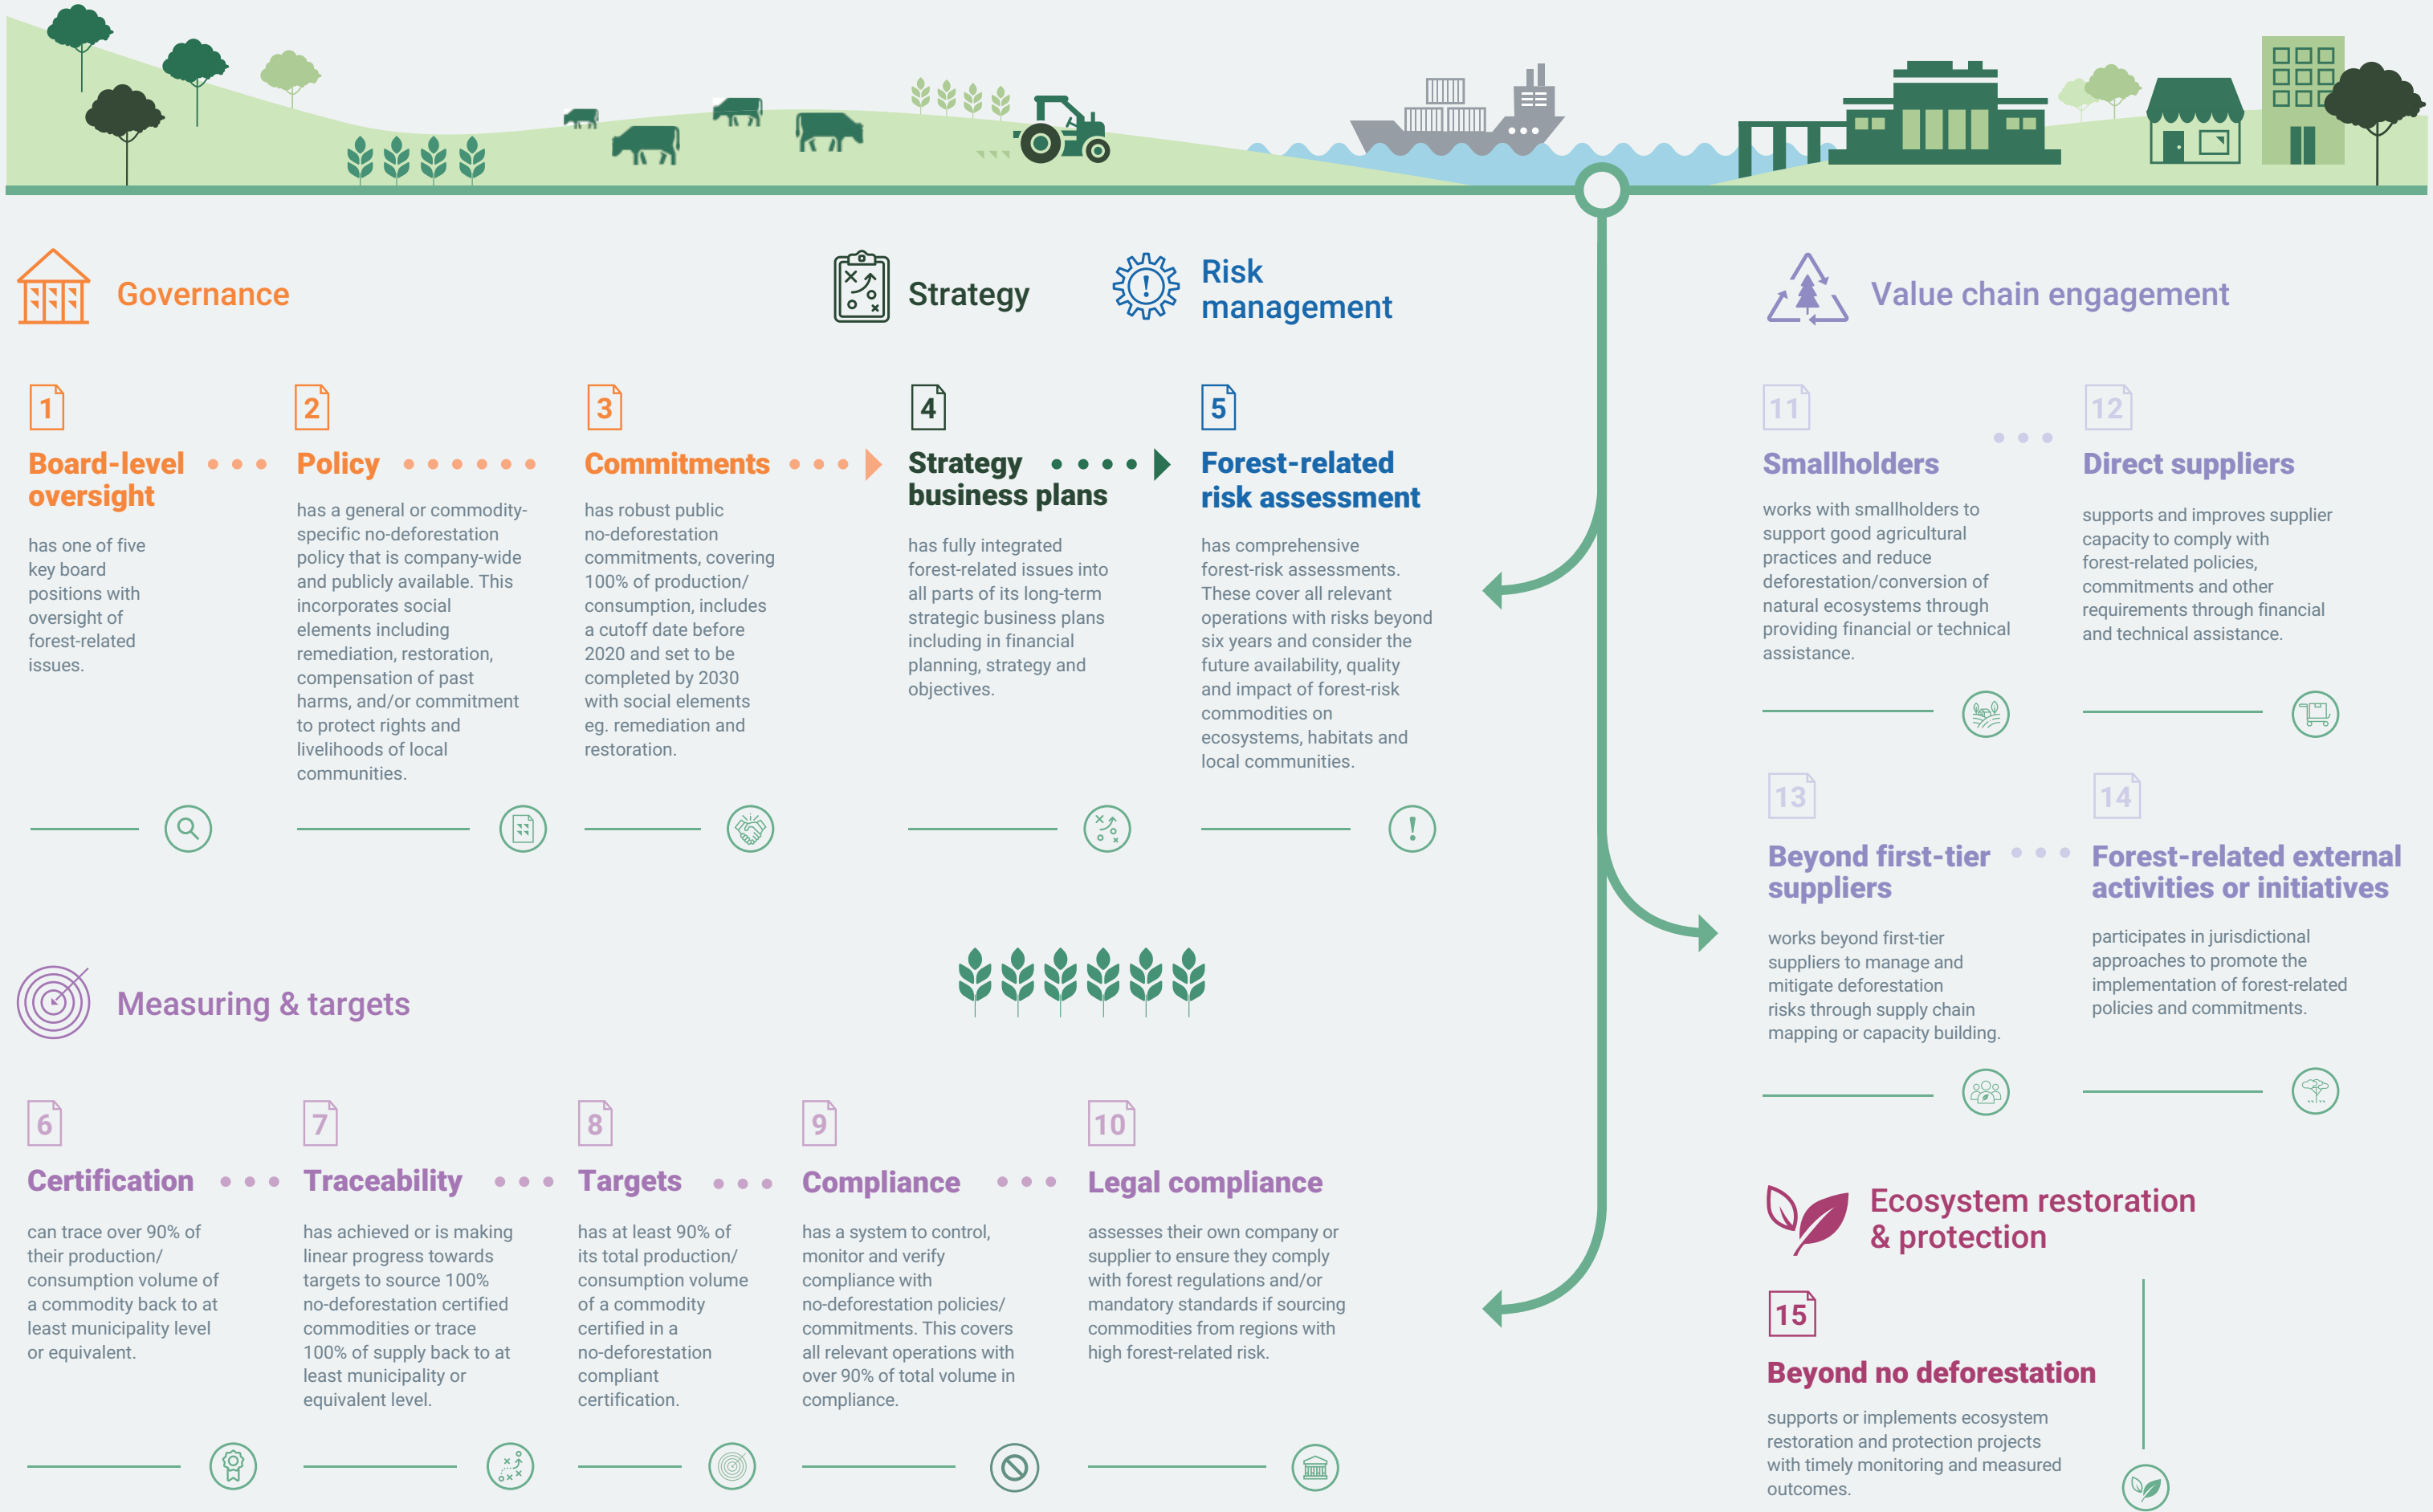 Governance
Strategy
Risk
management
1
Board-level
oversight
has one of five
key board
positions with
oversight of
forest-related
issues.
2
Policy
has a general or commodity-
specific no-deforestation
policy that is company-wide
and publicly available. This
incorporates social
elements including
remediation, restoration,
compensation of past
harms, and/or commitment
to protect rights and
livelihoods of local
communities.
3
Commitments
has robust public
no-deforestation
commitments, covering
100% of production/
consumption, includes
a cutoff date before
2020 and set to be
completed by 2030
with social elements
eg. remediation and
restoration.
4
Strategy
business plans
has fully integrated
forest-related issues into
all parts of its long-term
strategic business plans
including in financial
planning, strategy and
objectives.
5
Forest-related
risk assessment
has comprehensive
forest-risk assessments.
These cover all relevant
operations with risks beyond
six years and consider the
future availability, quality
and impact of forest-risk
commodities on
ecosystems, habitats and
local communities.
Measuring & targets
6
Certification
can trace over 90% of
their production/
consumption volume of
a commodity back to at
least municipality level
or equivalent.
7
Traceability
has achieved or is making
linear progress towards
targets to source 100%
no-deforestation certified
commodities or trace
100% of supply back to at
least municipality or
equivalent level.
8
Targets
has at least 90% of
its total production/
consumption volume
of a commodity
certified in a
no-deforestation
compliant
certification.
9
Compliance
has a system to control,
monitor and verify
compliance with
no-deforestation policies/
commitments. This covers
all relevant operations with
over 90% of total volume in
compliance.
10
Legal compliance
assesses their own company or
supplier to ensure they comply
with forest regulations and/or
mandatory standards if sourcing
commodities from regions with
high forest-related risk.
Value chain engagement
11
Smallholders
works with smallholders to
support good agricultural
practices and reduce
deforestation/conversion of
natural ecosystems through
providing financial or technical
assistance.
12
Direct suppliers
supports and improves supplier
capacity to comply with
forest-related policies,
commitments and other
requirements through financial
and technical assistance.
13
Beyond first-tier
suppliers
works beyond first-tier
suppliers to manage and
mitigate deforestation
risks through supply chain
mapping or capacity building.
14
Forest-related external
activities or initiatives
participates in jurisdictional
approaches to promote the
implementation of forest-related
policies and commitments.
Ecosystem restoration
& protection
15
Beyond no deforestation
supports or implements ecosystem
restoration and protection projects
with timely monitoring and measured
outcomes.